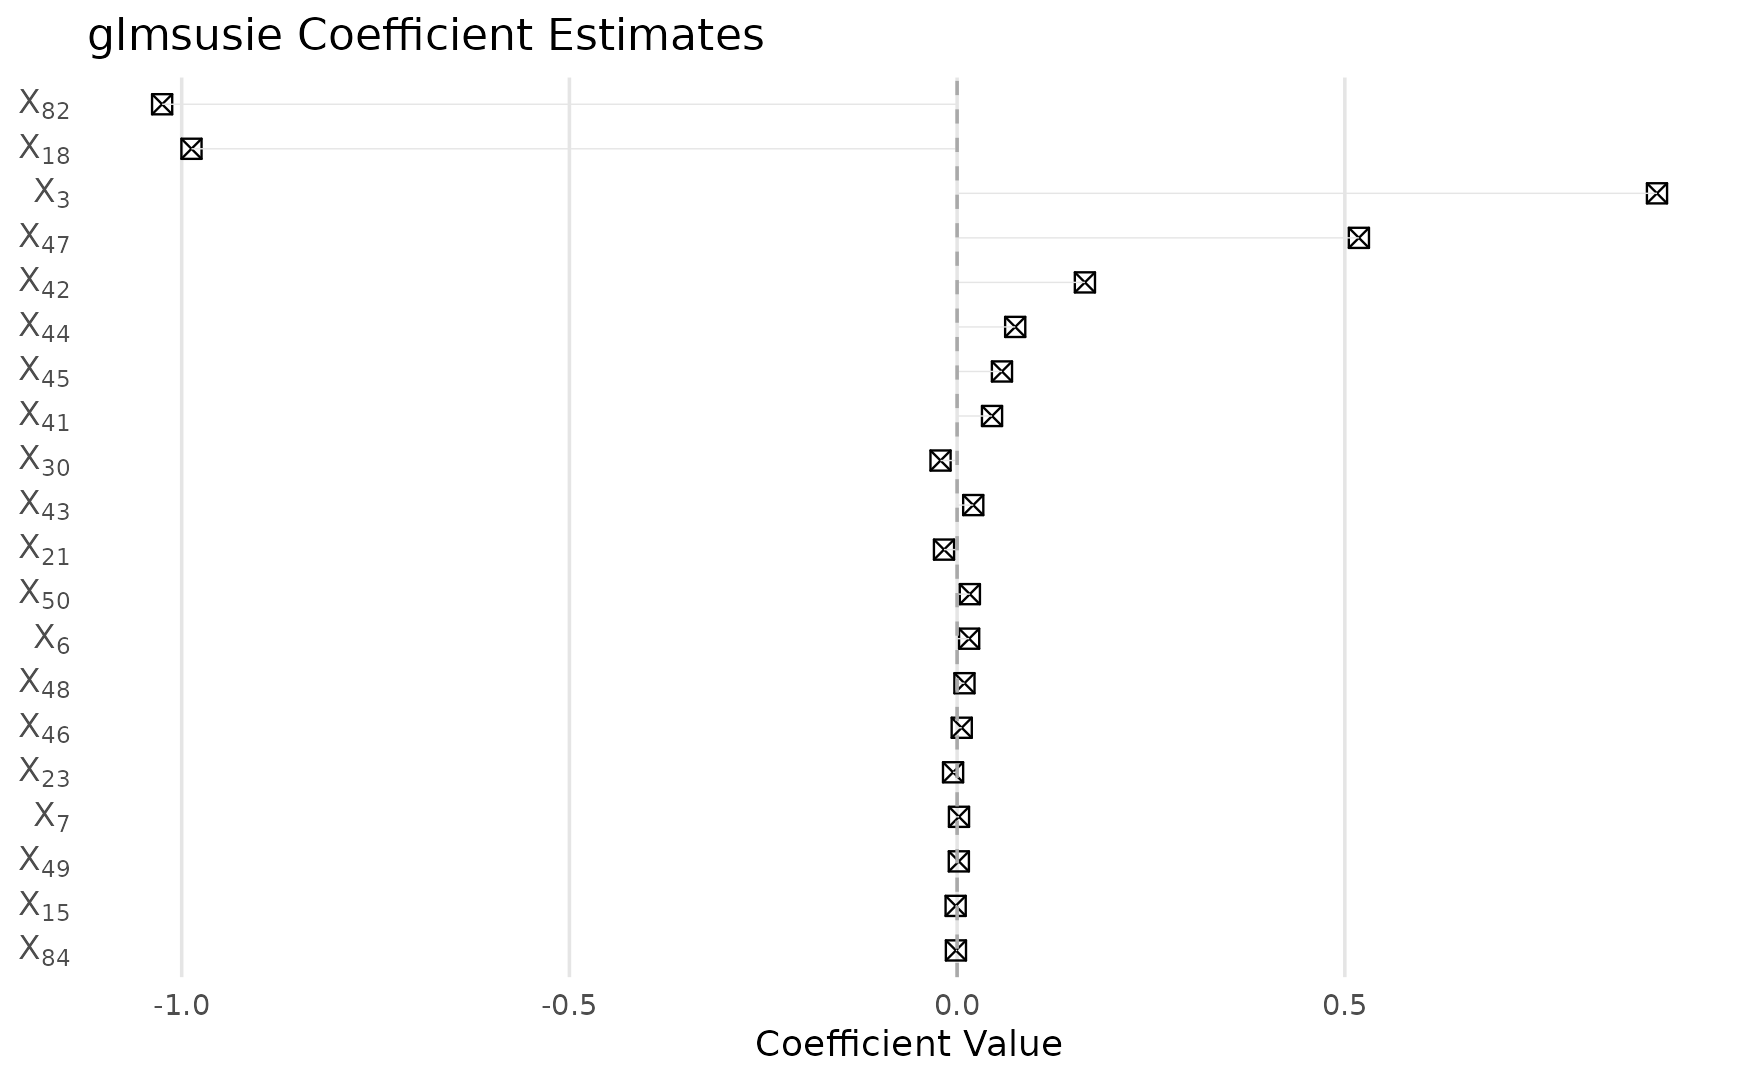 glmsusie Coefficient Estimates
X₈₂
X₁₈
X₃
X₄₇
X₄₂
X₄₄
X₄₅
X₄₁
X₃₀
X₄₃
X₂₁
X₅₀
X₆
X₄₈
X₄₆
X₂₃
X₇
X₄₉
X₁₅
X₈₄
-1.0 -0.5 0.0 0.5
Coefficient Value